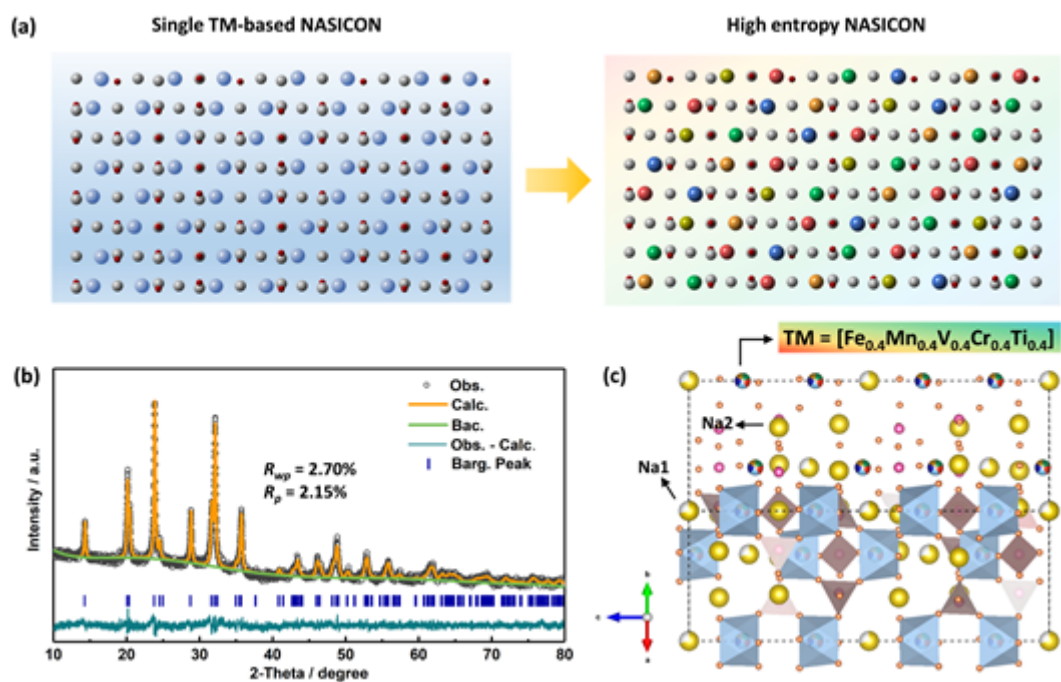 (a)
Single TM-based NASICON
High entropy NASICON
TM = [Fe₀.₄Mn₀.₄V₀.₄Cr₀.₄Ti₀.₄]
(b)
Obs.
Calc.
Bac.
Obs. - Calc.
Barg. Peak
Rwp = 2.70%
Rp = 2.15%
Intensity / a.u.
10 20 30 40 50 60 70 80
2-Theta / degree
(c)
Na2
Na1
b
c
a